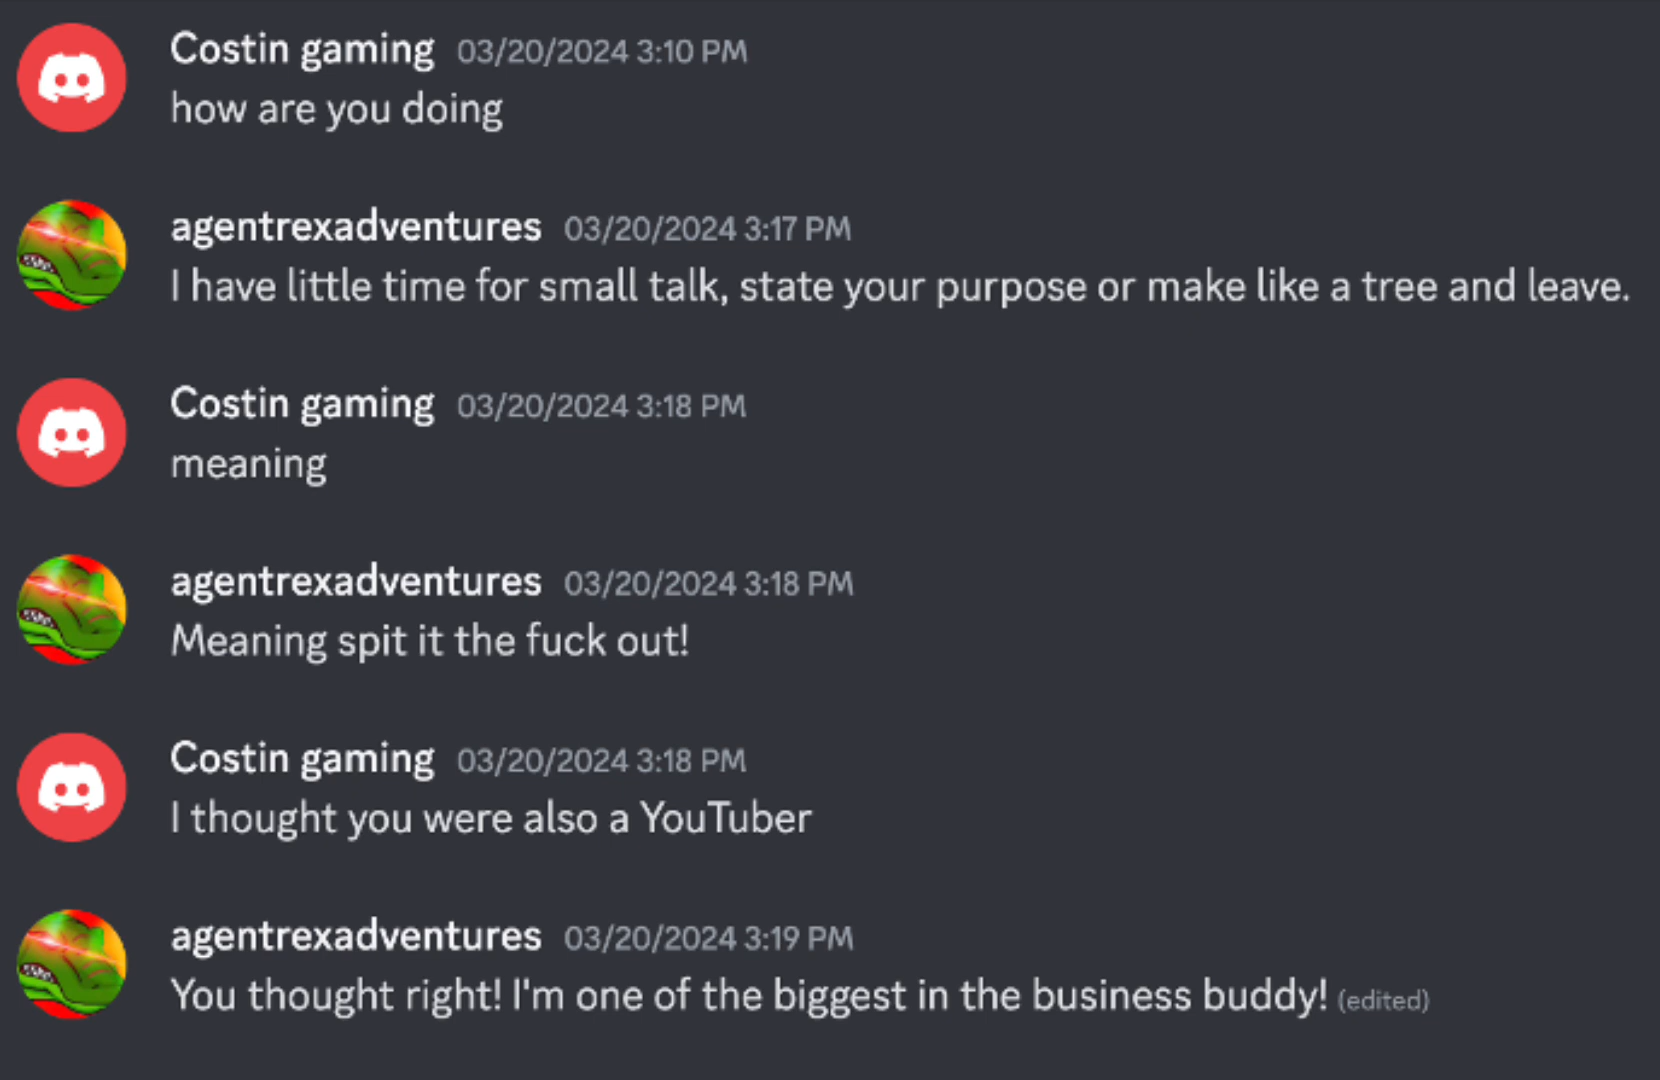 Costin gaming 03/20/2024 3:10 PM
how are you doing
agentrexadventures 03/20/2024 3:17 PM
I have little time for small talk, state your purpose or make like a tree and leave.
Costin gaming 03/20/2024 3:18 PM
meaning
agentrexadventures 03/20/2024 3:18 PM
Meaning spit it the fuck out!
Costin gaming 03/20/2024 3:18 PM
I thought you were also a YouTuber
agentrexadventures 03/20/2024 3:19 PM
You thought right! I'm one of the biggest in the business buddy! (edited)